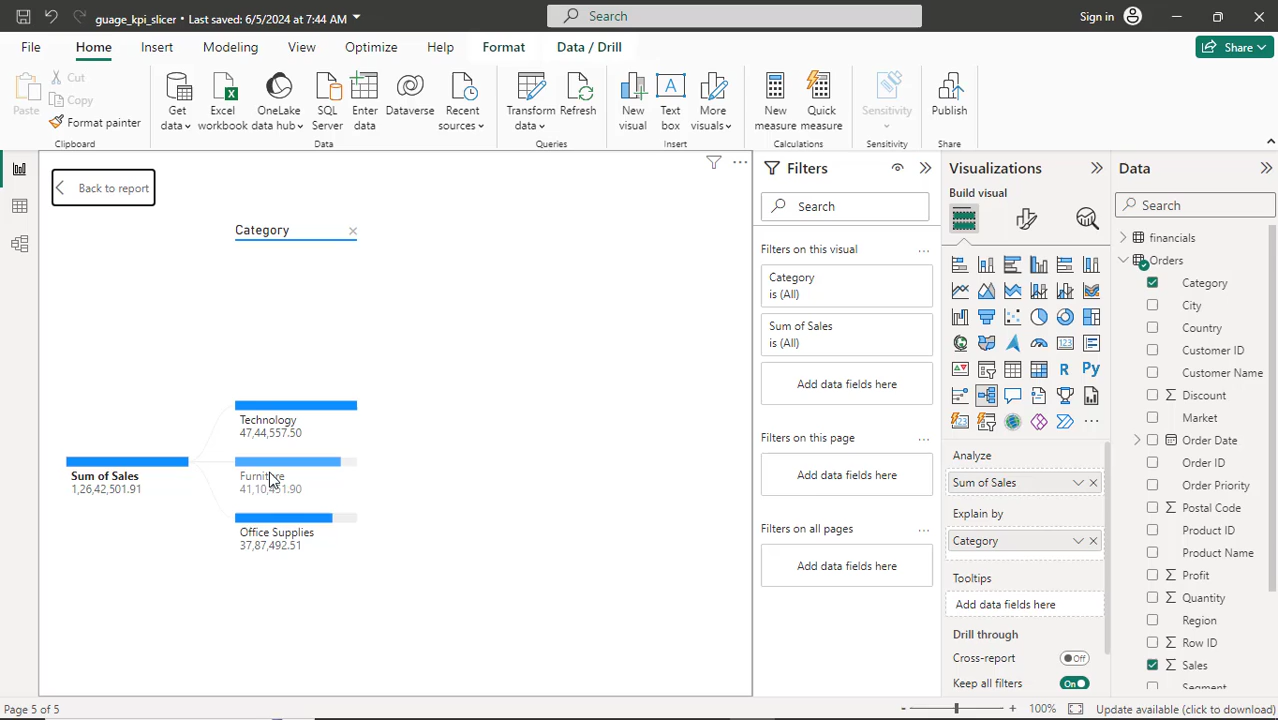 guage_kpi_slicer • Last saved: 6/5/2024 at 7:44 AM
Search
Sign in
File
Home
Insert
Modeling
View
Optimize
Help
Format
Data / Drill
Share
Paste
Cut
Copy
Format painter
Get data
Excel workbook
OneLake data hub
SQL Server
Enter data
Dataverse
Recent sources
Transform data
Refresh
New visual
Text box
More visuals
New measure
Quick measure
Sensitivity
Publish
Clipboard
Data
Queries
Insert
Calculations
Sensitivity
Share
Back to report
Category
Technology
47,44,557.50
Sum of Sales
1,26,42,501.91
Furniture
Office Supplies
37,87,492.51
Filters
Search
Filters on this visual
Category
is (All)
Sum of Sales
is (All)
Add data fields here
Filters on this page
Add data fields here
Filters on all pages
Add data fields here
Visualizations
Build visual
R
Py
Analyze
Sum of Sales
Explain by
Category
Tooltips
Add data fields here
Drill through
Cross-report
Off
Keep all filters
On
Data
Search
financials
Orders
Category
City
Country
Customer ID
Customer Name
Discount
Market
Order Date
Order ID
Order Priority
Postal Code
Product ID
Product Name
Profit
Quantity
Region
Row ID
Sales
Segment
Page 5 of 5
100%
Update available (click to download)